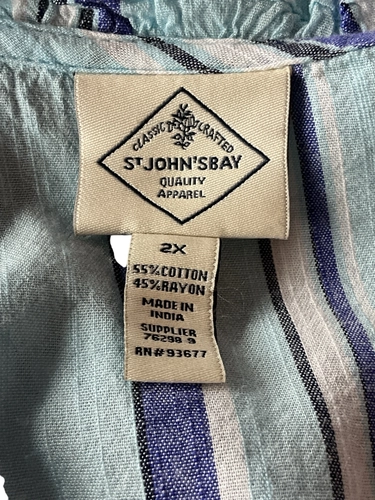 CLASSIC CRAFTED
ST JOHN'S BAY
QUALITY
APPAREL
2X
55% COTTON
45% RAYON
MADE IN
INDIA
SUPPLIER
76298 9
RN# 93677